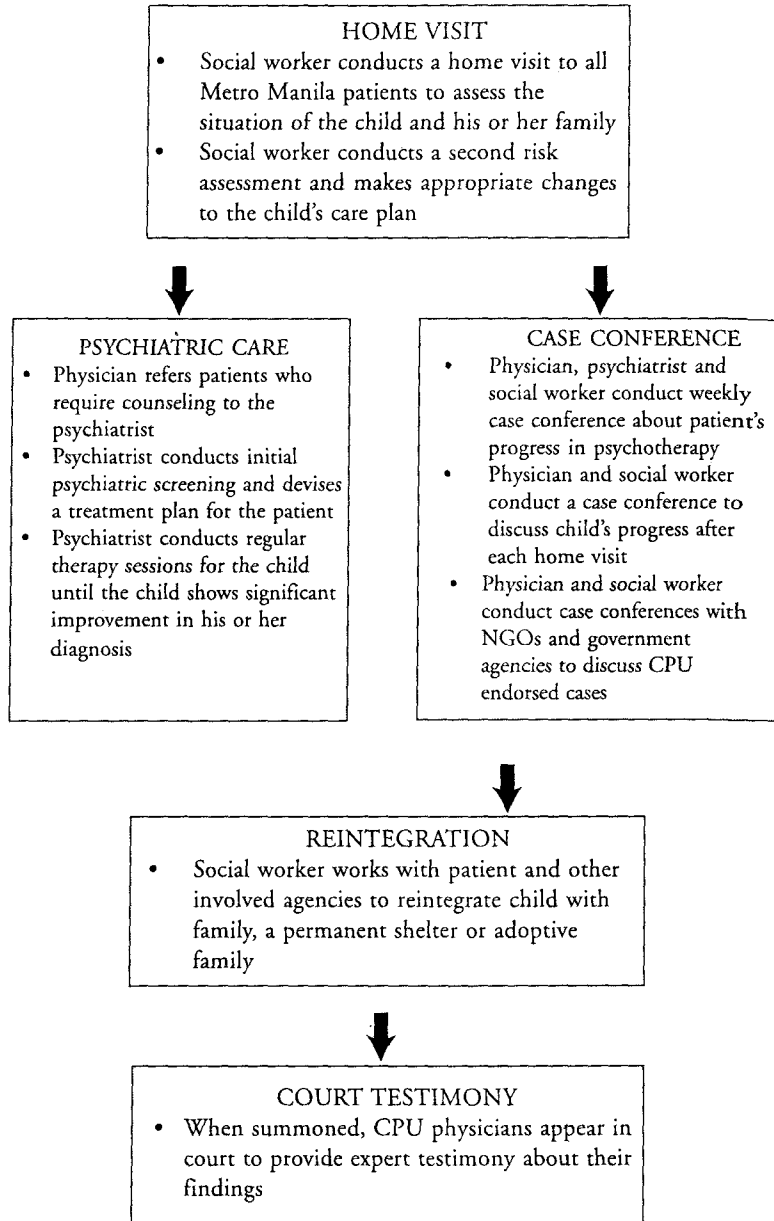 HOME VISIT
• Social worker conducts a home visit to all
Metro Manila patients to assess the
situation of the child and his or her family
• Social worker conducts a second risk
assessment and makes appropriate changes
to the child's care plan
PSYCHIATRIC CARE
• Physician refers patients who
require counseling to the
psychiatrist
• Psychiatrist conducts initial
psychiatric screening and devises
a treatment plan for the patient
• Psychiatrist conducts regular
therapy sessions for the child
until the child shows significant
improvement in his or her
diagnosis
CASE CONFERENCE
• Physician, psychiatrist and
social worker conduct weekly
case conference about patient's
progress in psychotherapy
• Physician and social worker
conduct a case conference to
discuss child's progress after
each home visit
• Physician and social worker
conduct case conferences with
NGOs and government
agencies to discuss CPU
endorsed cases
REINTEGRATION
• Social worker works with patient and other
involved agencies to reintegrate child with
family, a permanent shelter or adoptive
family
COURT TESTIMONY
• When summoned, CPU physicians appear in
court to provide expert testimony about their
findings